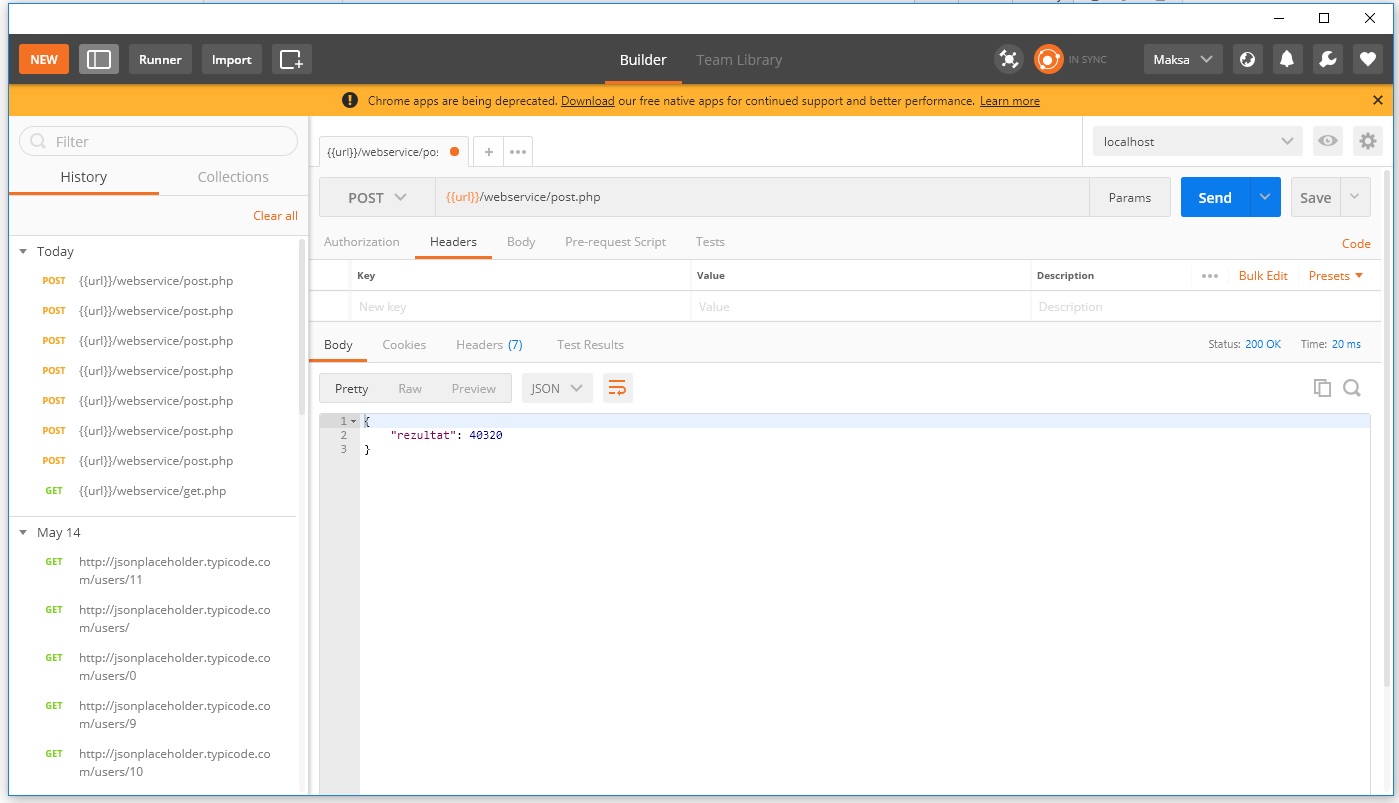 NEW Runner Import Builder Team Library IN SYNC Maksa
Chrome apps are being deprecated. Download our free native apps for continued support and better performance. Learn more
Filter
History Collections
Clear all
Today
POST {{url}}/webservice/post.php
POST {{url}}/webservice/post.php
POST {{url}}/webservice/post.php
POST {{url}}/webservice/post.php
POST {{url}}/webservice/post.php
POST {{url}}/webservice/post.php
POST {{url}}/webservice/post.php
GET {{url}}/webservice/get.php
May 14
GET http://jsonplaceholder.typicode.co
m/users/11
GET http://jsonplaceholder.typicode.co
m/users/
GET http://jsonplaceholder.typicode.co
m/users/0
GET http://jsonplaceholder.typicode.co
m/users/9
GET http://jsonplaceholder.typicode.co
m/users/10
{{url}}/webservice/pos + ••• localhost
POST {{url}}/webservice/post.php Params Send Save
Authorization Headers Body Pre-request Script Tests Code
Key Value Description ••• Bulk Edit Presets
New key Value Description
Body Cookies Headers (7) Test Results Status: 200 OK Time: 20 ms
Pretty Raw Preview JSON
1 {
2 "rezultat": 40320
3 }